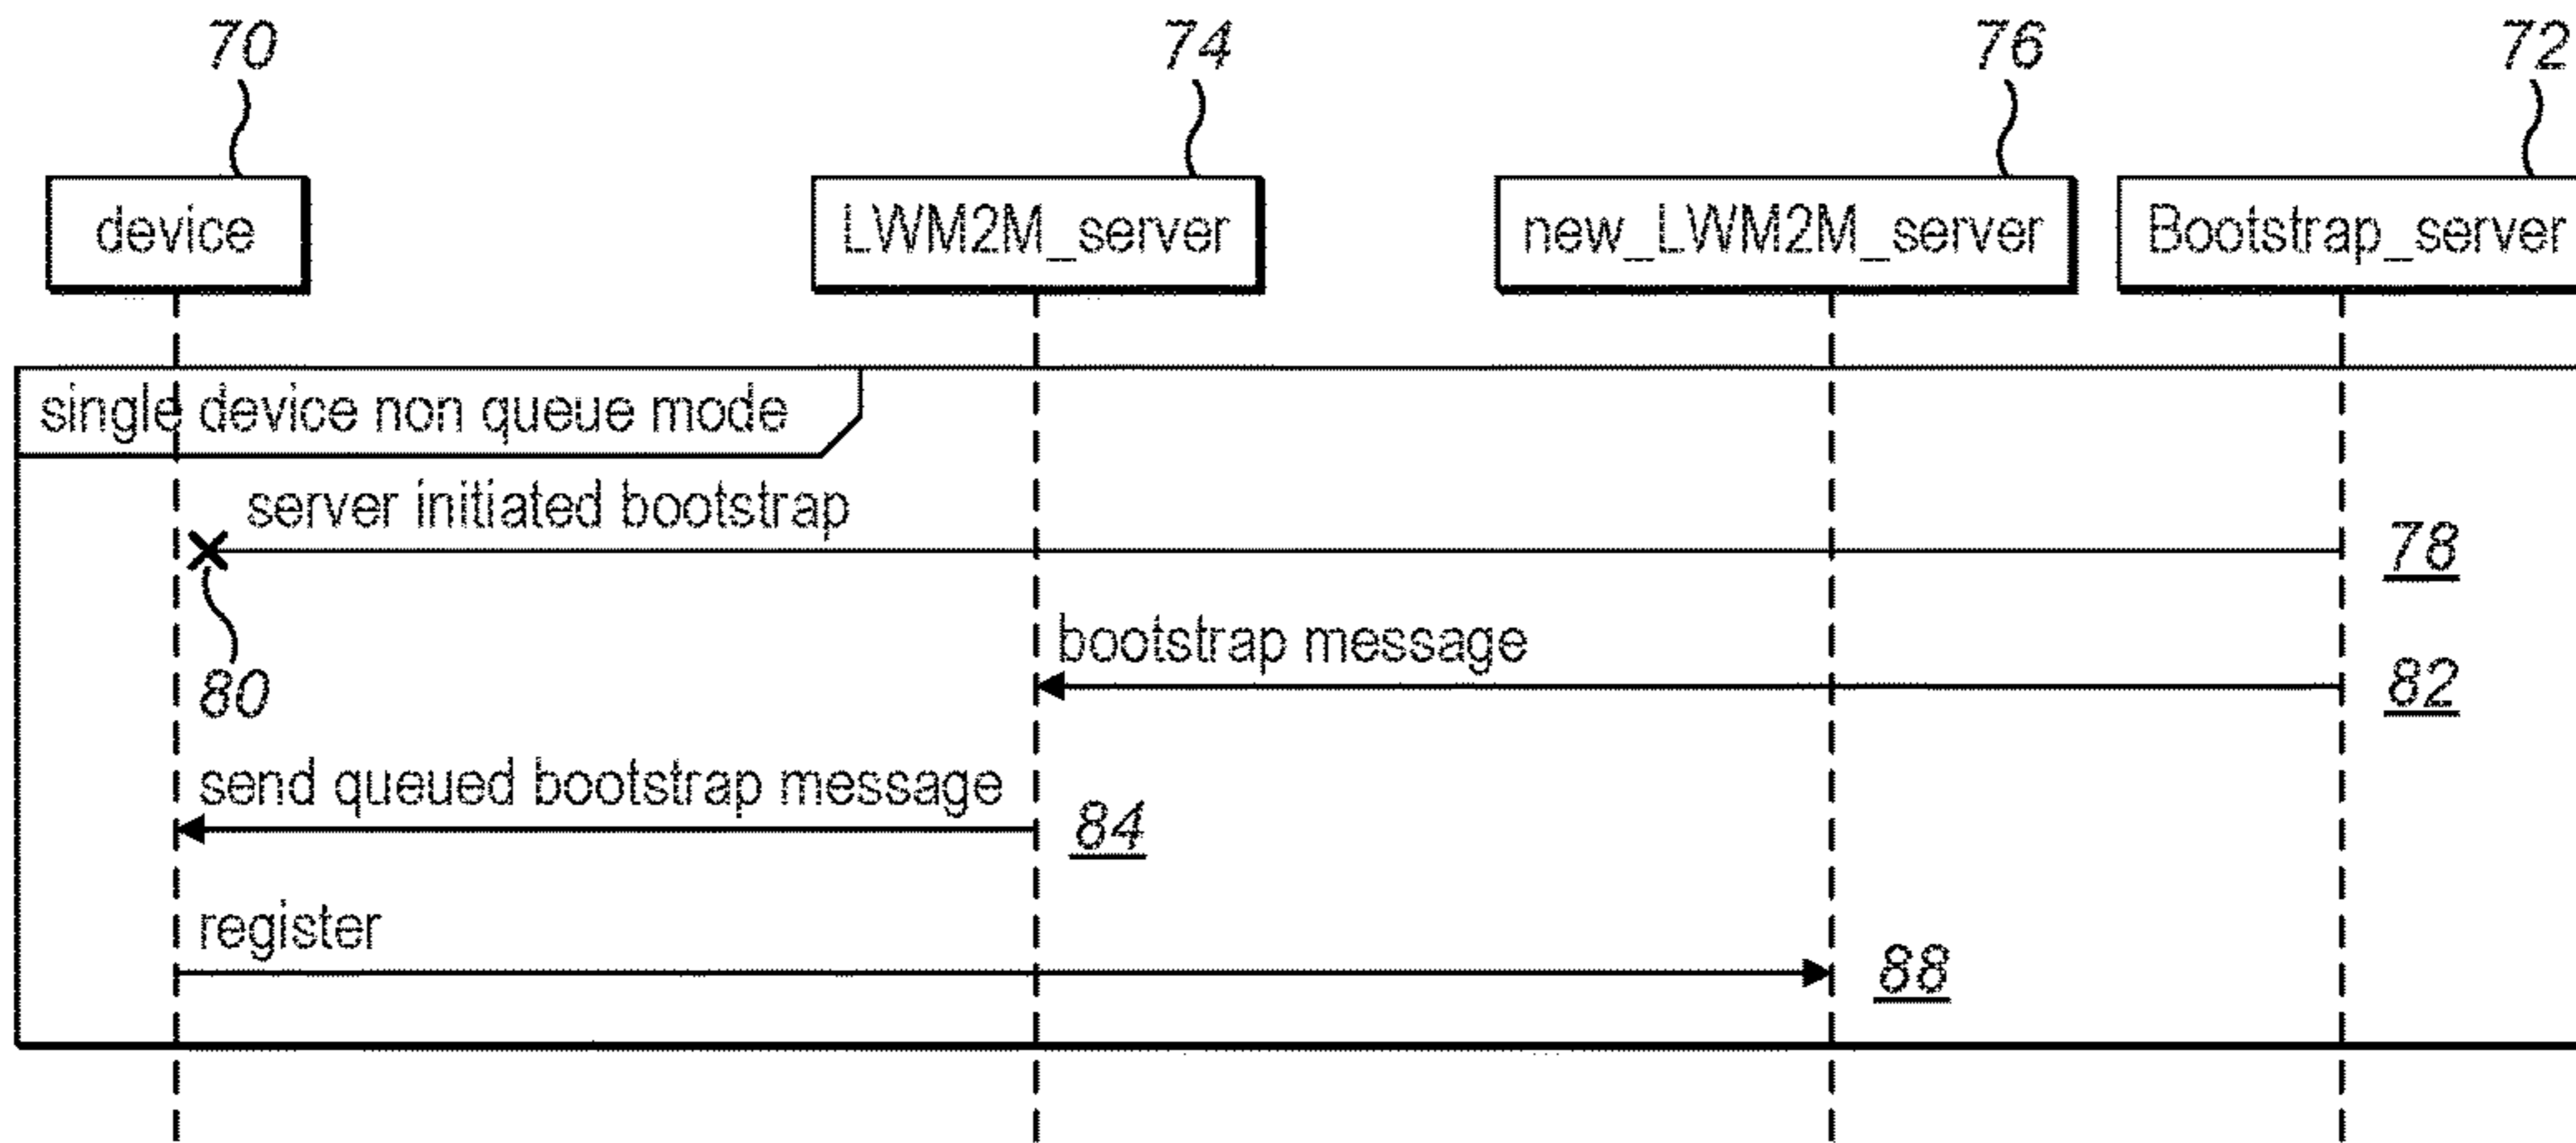 70
74
76
72
device
LWM2M_server
new_LWM2M_server
Bootstrap_server
single device non queue mode
server initiated bootstrap
78
80
bootstrap message
82
send queued bootstrap message
84
register
88